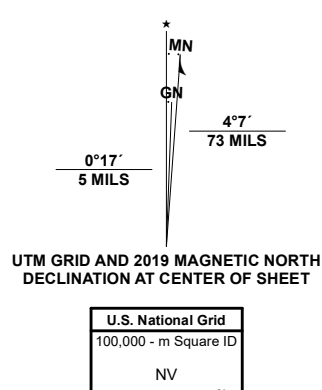 ★
MN
GN
4°7´
73 MILS
0°17´
5 MILS
UTM GRID AND 2019 MAGNETIC NORTH
DECLINATION AT CENTER OF SHEET
U.S. National Grid
100,000 - m Square ID
NV